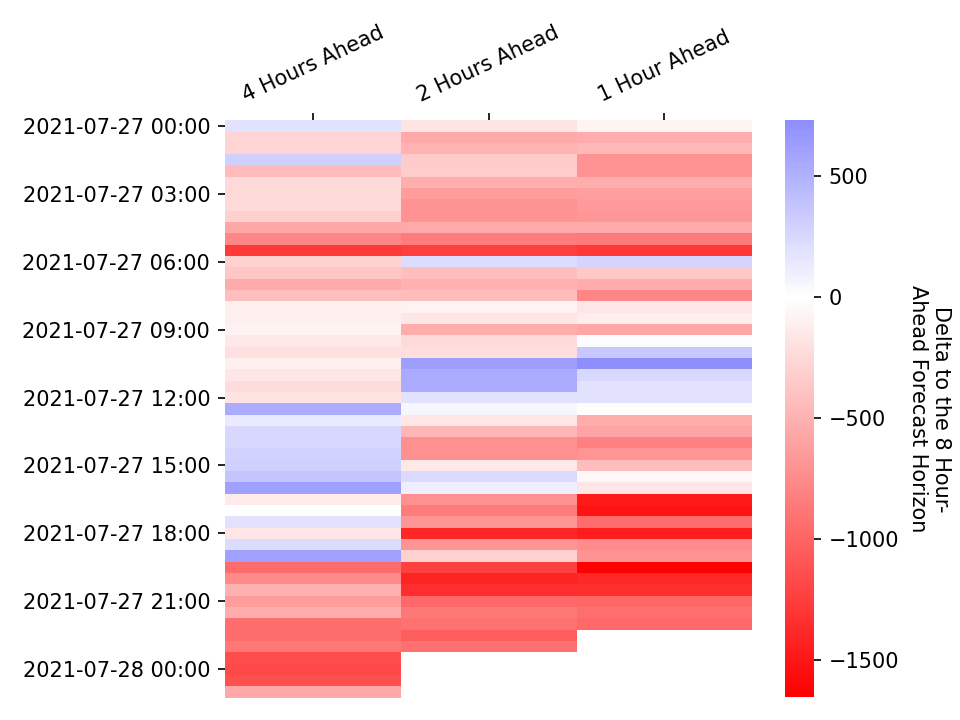 4 Hours Ahead
2 Hours Ahead
1 Hour Ahead
2021-07-27 00:00
2021-07-27 03:00
2021-07-27 06:00
2021-07-27 09:00
2021-07-27 12:00
2021-07-27 15:00
2021-07-27 18:00
2021-07-27 21:00
2021-07-28 00:00
500
0
−500
−1000
−1500
Delta to the 8 Hour-
Ahead Forecast Horizon